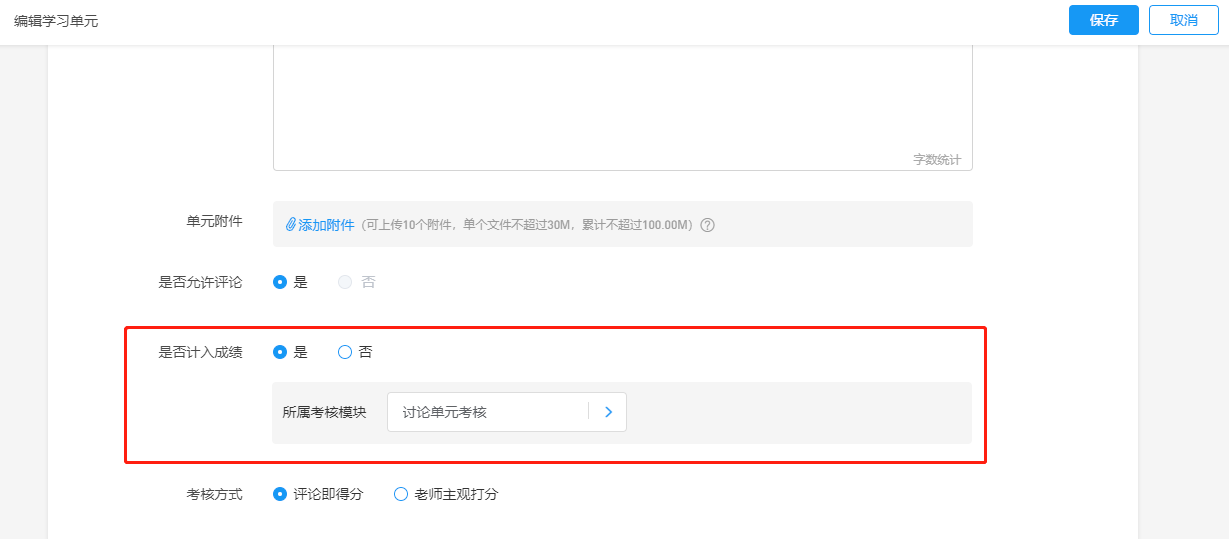 编辑学习单元
保存
取消
字数统计
单元附件
添加附件 (可上传10个附件，单个文件不超过30M，累计不超过100.00M) ?
是否允许评论 是 否
是否计入成绩 是 否
所属考核模块 讨论单元考核
考核方式 评论即得分 老师主观打分